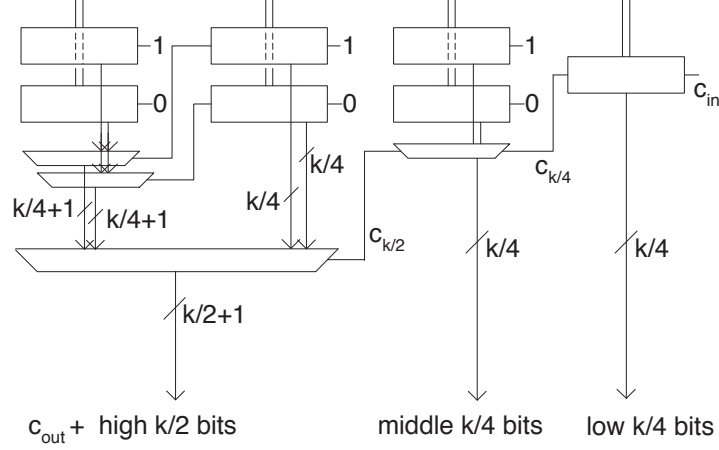 1 1 1
0 0 0
c_in
c_k/4
k/4
k/4
k/4+1 k/4+1
c_k/2
k/4 k/4
k/2+1
c_out + high k/2 bits middle k/4 bits low k/4 bits